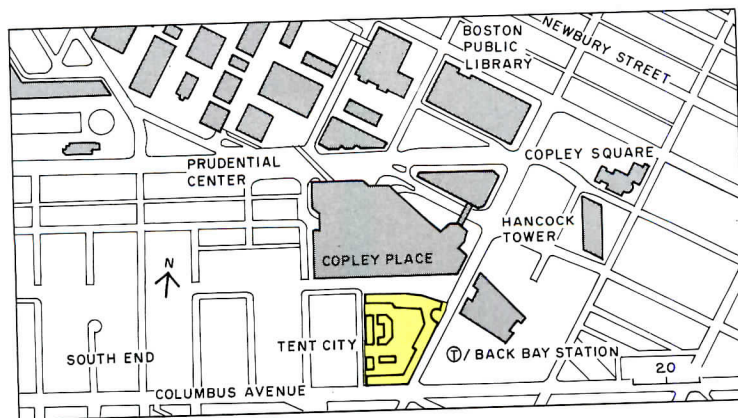 BOSTON
PUBLIC
LIBRARY
NEWBURY STREET
COPLEY SQUARE
PRUDENTIAL
CENTER
HANCOCK
TOWER
COPLEY PLACE
N
TENT CITY
SOUTH END
Ⓣ/BACK BAY STATION
20
COLUMBUS AVENUE